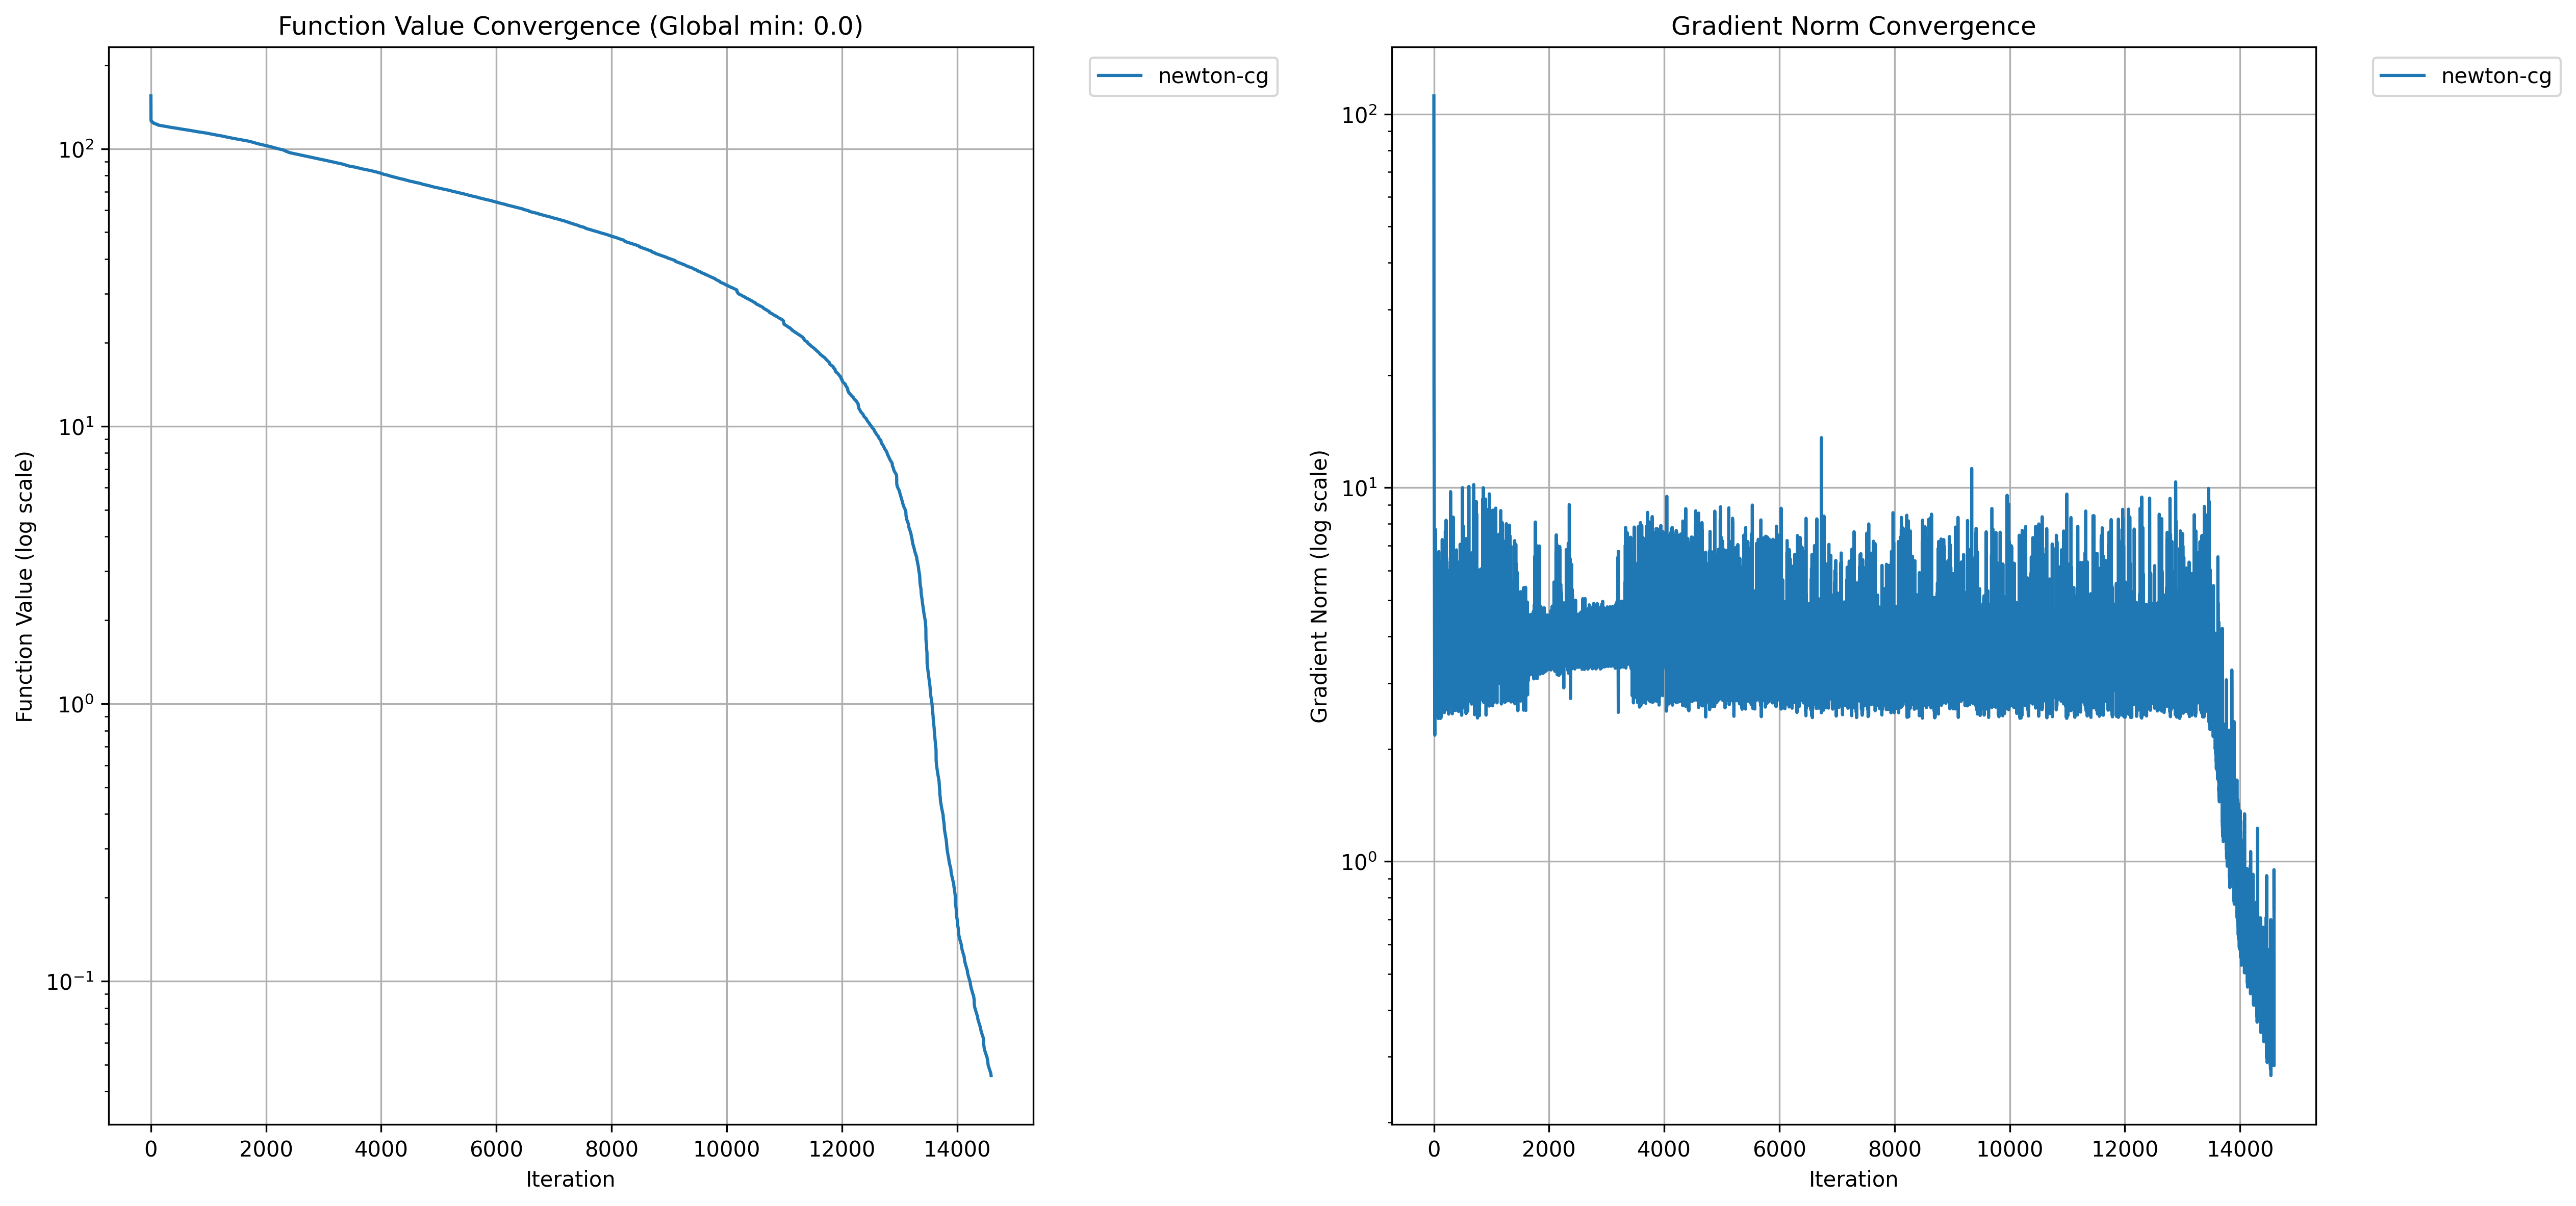 Function Value Convergence (Global min: 0.0)
newton-cg
Function Value (log scale)
10²
10¹
10⁰
10⁻¹
0 2000 4000 6000 8000 10000 12000 14000
Iteration
Gradient Norm Convergence
newton-cg
Gradient Norm (log scale)
10²
10¹
10⁰
0 2000 4000 6000 8000 10000 12000 14000
Iteration